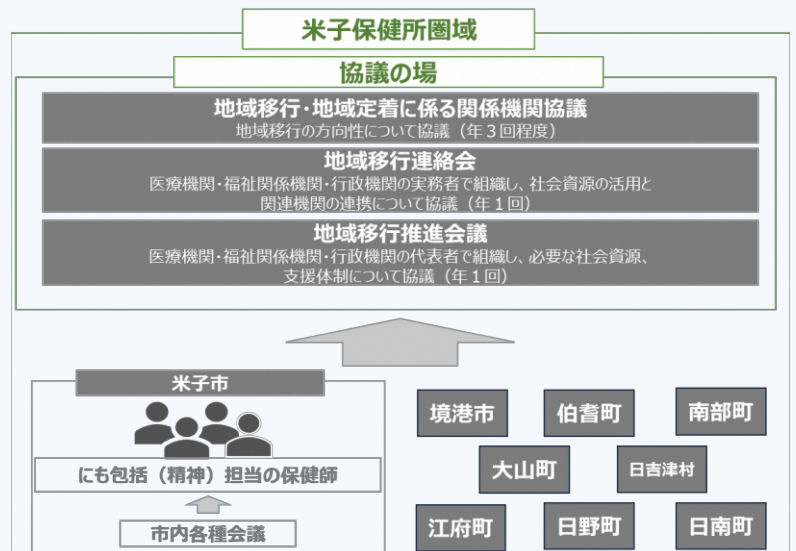 米子保健所圏域
協議の場
地域移行・地域定着に係る関係機関協議
地域移行の方向性について協議（年３回程度）
地域移行連絡会
医療機関・福祉関係機関・行政機関の実務者で組織し、社会資源の活用と
関連機関の連携について協議（年１回）
地域移行推進会議
医療機関・福祉関係機関・行政機関の代表者で組織し、必要な社会資源、
支援体制について協議（年１回）
米子市
にも包括（精神）担当の保健師
市内各種会議
境港市
伯耆町
南部町
大山町
日吉津村
江府町
日野町
日南町